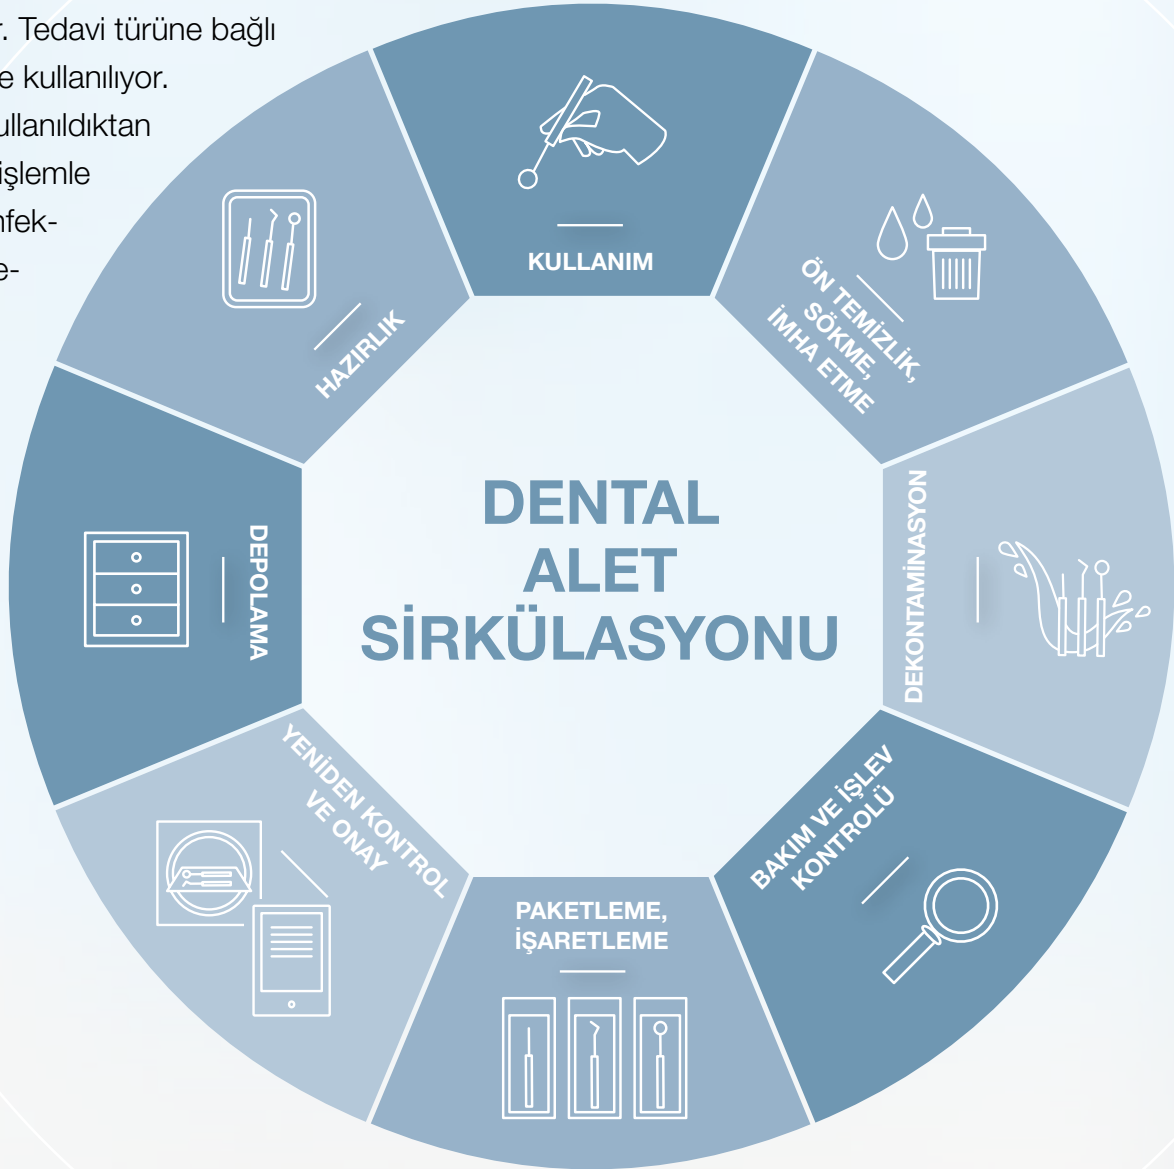 r. Tedavi türüne bağlı
e kullanılıyor.
ullanıldıktan
işlemle
nfek-
e-
KULLANIM
ÖN TEMİZLİK,
SÖKME,
İMHA ETME
DEKONTAMİNASYON
BAKIM VE İŞLEV
KONTROLÜ
PAKETLEME,
İŞARETLEME
YENİDEN KONTROL
VE ONAY
DEPOLAMA
HAZIRLIK
DENTAL
ALET
SİRKÜLASYONU